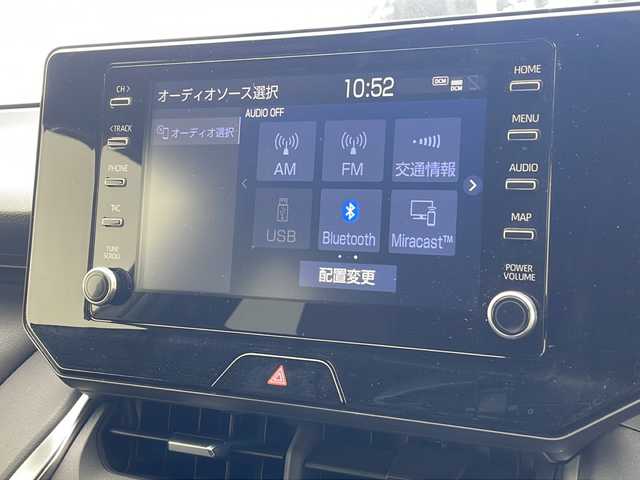 CH >
< TRACK
PHONE
T･C
TUNE
SCROLL
オーディオソース選択
10:52
DCM
DCM
AUDIO OFF
オーディオ選択
AM
FM
交通情報
USB
Bluetooth
Miracast™
配置変更
HOME
MENU
AUDIO
MAP
POWER
VOLUME